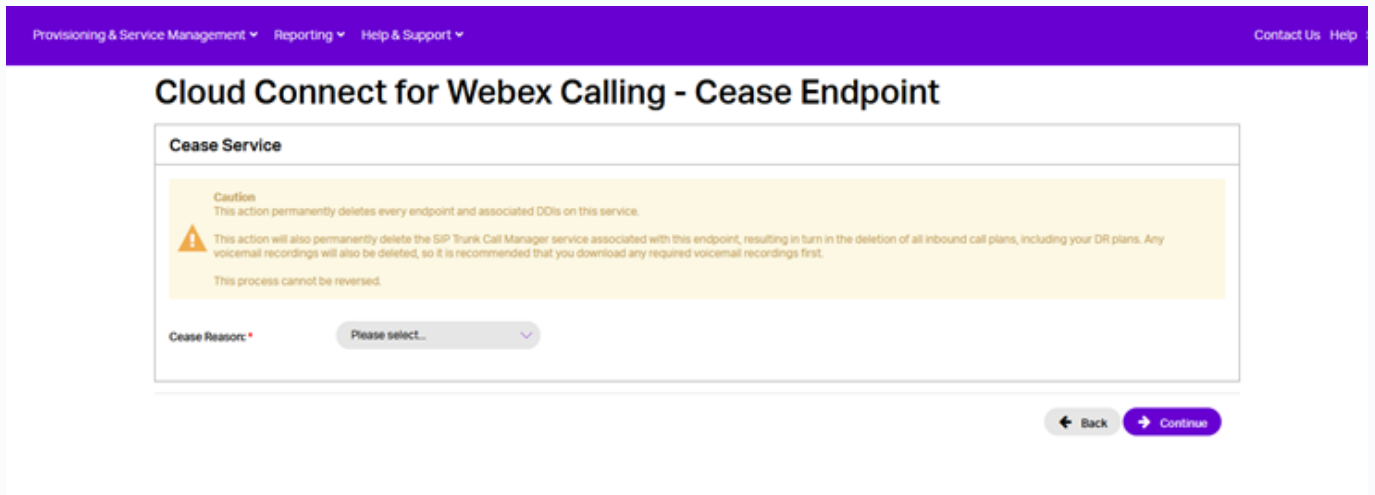 Provisioning & Service Management Reporting Help & Support Contact Us Help
Cloud Connect for Webex Calling - Cease Endpoint
Cease Service
Caution
This action permanently deletes every endpoint and associated DDIs on this service.
This action will also permanently delete the SIP Trunk Call Manager service associated with this endpoint, resulting in turn in the deletion of all inbound call plans, including your DR plans. Any
voicemail recordings will also be deleted, so it is recommended that you download any required voicemail recordings first.
This process cannot be reversed.
Cease Reason:* Please select...
Back Continue